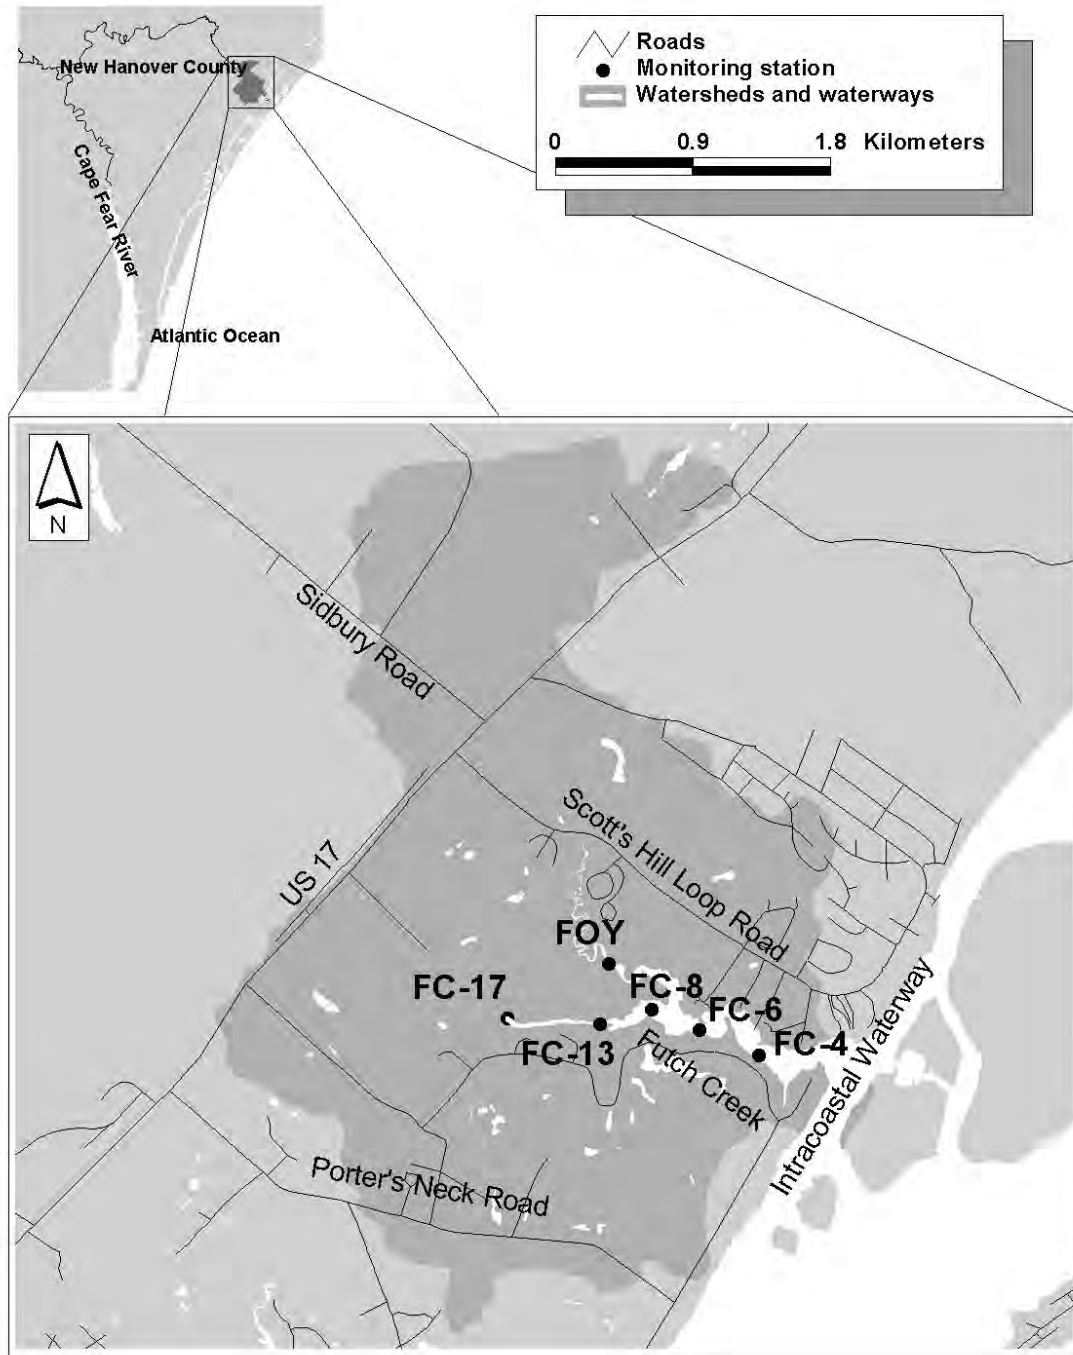 New Hanover County
Cape Fear River
Atlantic Ocean
Roads
Monitoring station
Watersheds and waterways
0 0.9 1.8 Kilometers
N
Sidbury Road
US 17
Scott's Hill Loop Road
FOY
FC-17
FC-8
FC-6
FC-13
FC-4
Futch Creek
Intracoastal Waterway
Porter's Neck Road